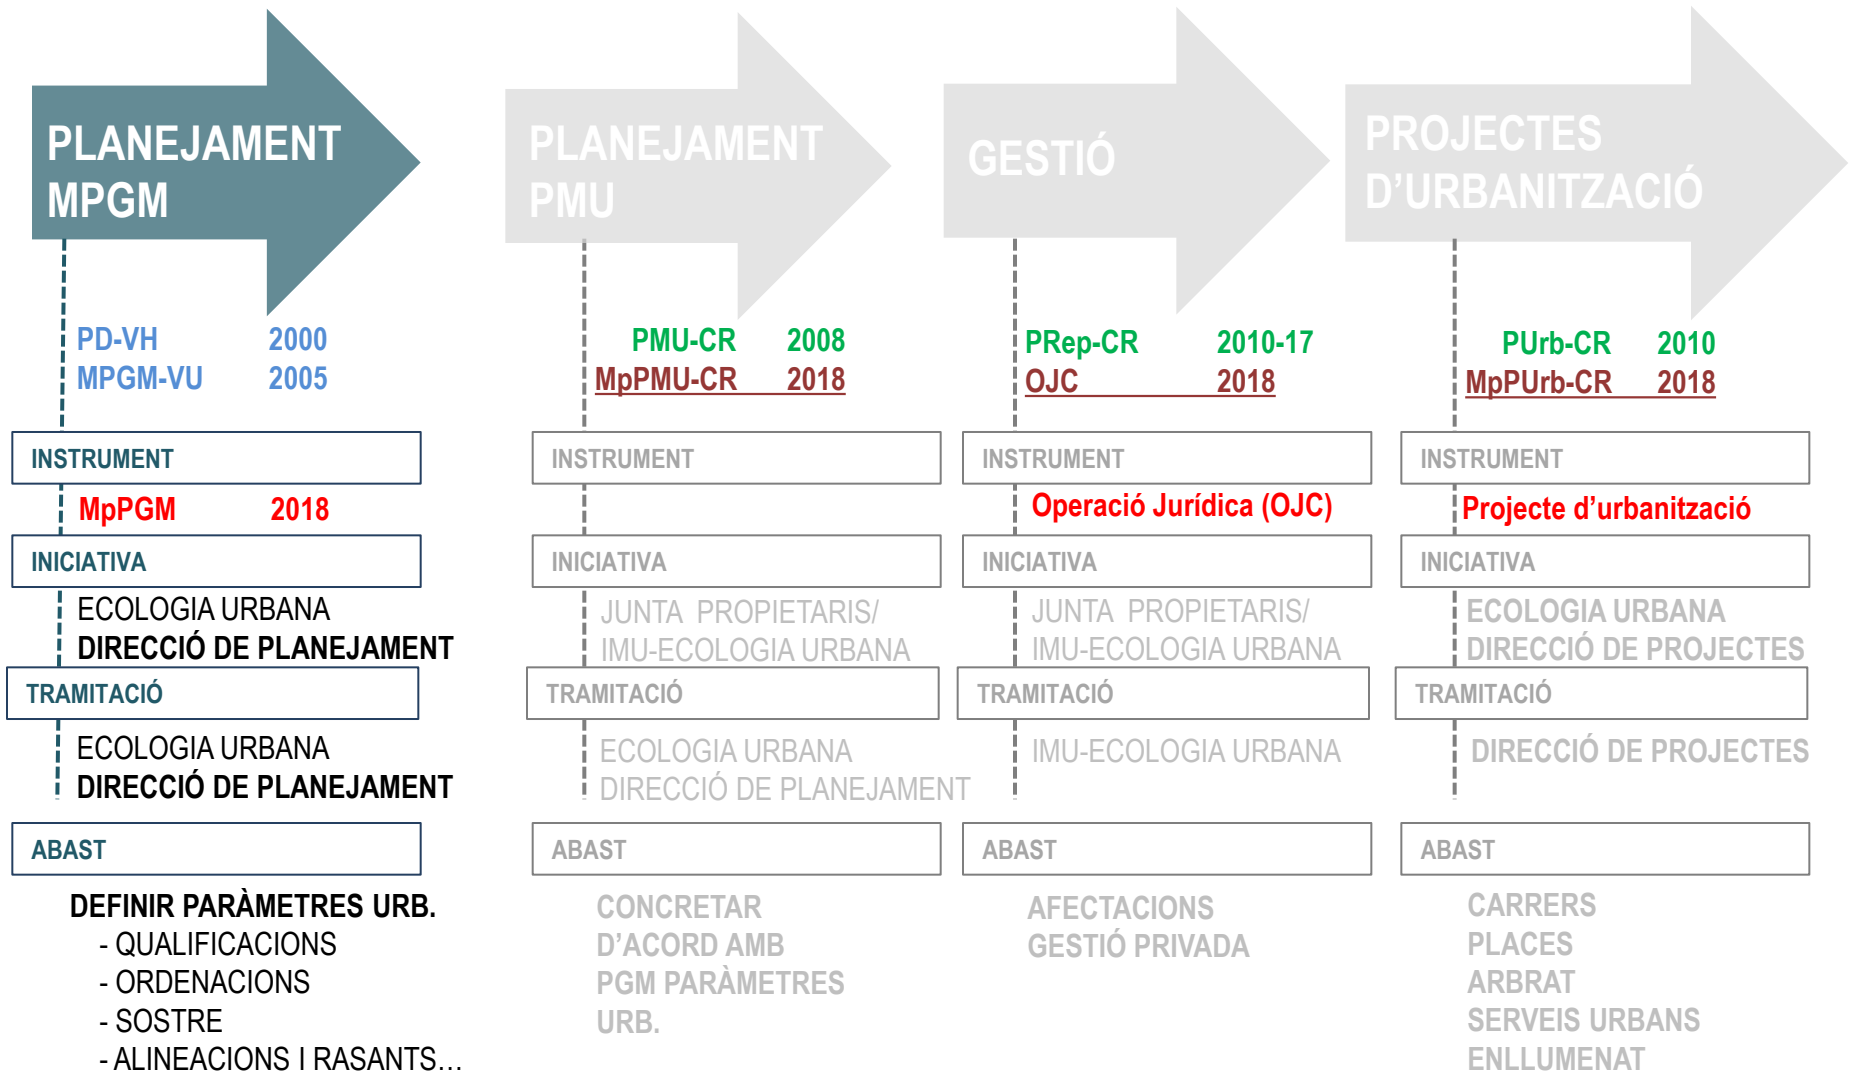 PLANEJAMENT
MPGM
PD-VH 2000
MPGM-VU 2005
INSTRUMENT
MpPGM 2018
INICIATIVA
ECOLOGIA URBANA
DIRECCIÓ DE PLANEJAMENT
TRAMITACIÓ
ECOLOGIA URBANA
DIRECCIÓ DE PLANEJAMENT
ABAST
DEFINIR PARÀMETRES URB.
- QUALIFICACIONS
- ORDENACIONS
- SOSTRE
- ALINEACIONS I RASANTS...
PLANEJAMENT
PMU
PMU-CR 2008
MpPMU-CR 2018
INSTRUMENT
INICIATIVA
JUNTA PROPIETARIS/
IMU-ECOLOGIA URBANA
TRAMITACIÓ
ECOLOGIA URBANA
DIRECCIÓ DE PLANEJAMENT
ABAST
CONCRETAR
D'ACORD AMB
PGM PARÀMETRES
URB.
GESTIÓ
PRep-CR 2010-17
OJC 2018
INSTRUMENT
Operació Jurídica (OJC)
INICIATIVA
JUNTA PROPIETARIS/
IMU-ECOLOGIA URBANA
TRAMITACIÓ
IMU-ECOLOGIA URBANA
ABAST
AFECTACIONS
GESTIÓ PRIVADA
PROJECTES
D'URBANITZACIÓ
PUrb-CR 2010
MpPUrb-CR 2018
INSTRUMENT
Projecte d'urbanització
INICIATIVA
ECOLOGIA URBANA
DIRECCIÓ DE PROJECTES
TRAMITACIÓ
DIRECCIÓ DE PROJECTES
ABAST
CARRERS
PLACES
ARBRAT
SERVEIS URBANS
ENLLUMENAT